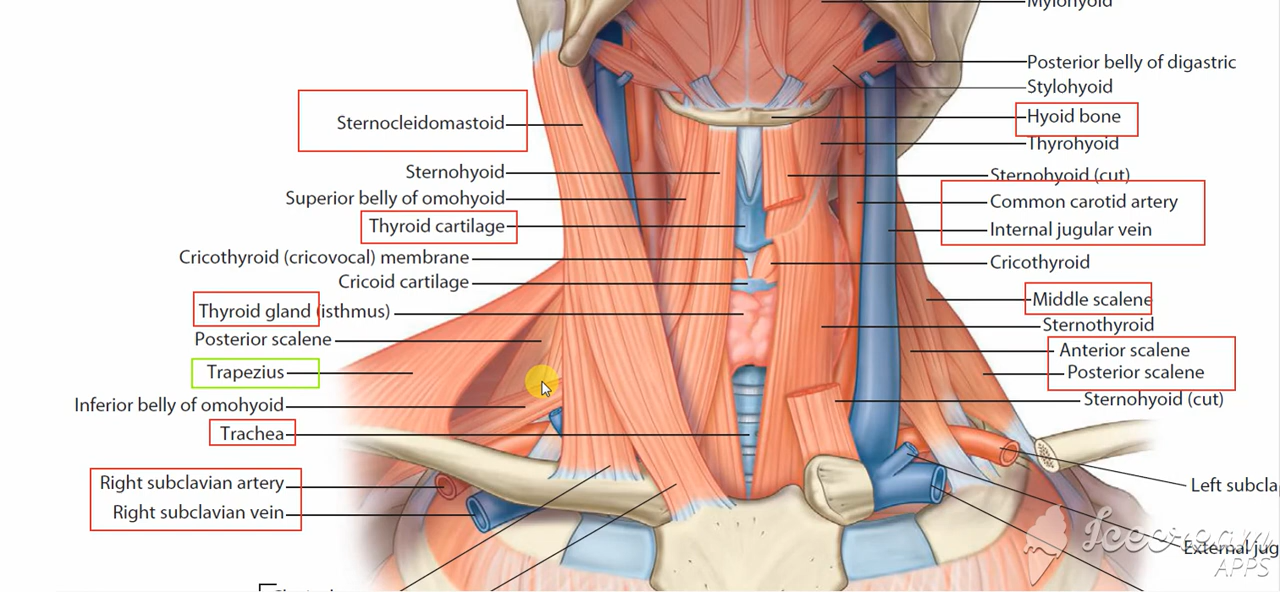 Mylohyoid
Posterior belly of digastric
Stylohyoid
Sternocleidomastoid
Hyoid bone
Thyrohyoid
Sternohyoid
Sternohyoid (cut)
Superior belly of omohyoid
Common carotid artery
Thyroid cartilage
Internal jugular vein
Cricothyroid (cricovocal) membrane
Cricothyroid
Cricoid cartilage
Middle scalene
Thyroid gland (isthmus)
Sternothyroid
Posterior scalene
Anterior scalene
Trapezius
Posterior scalene
Inferior belly of omohyoid
Sternohyoid (cut)
Trachea
Right subclavian artery
Left subcla
Right subclavian vein
External jug
Icecream
APPS